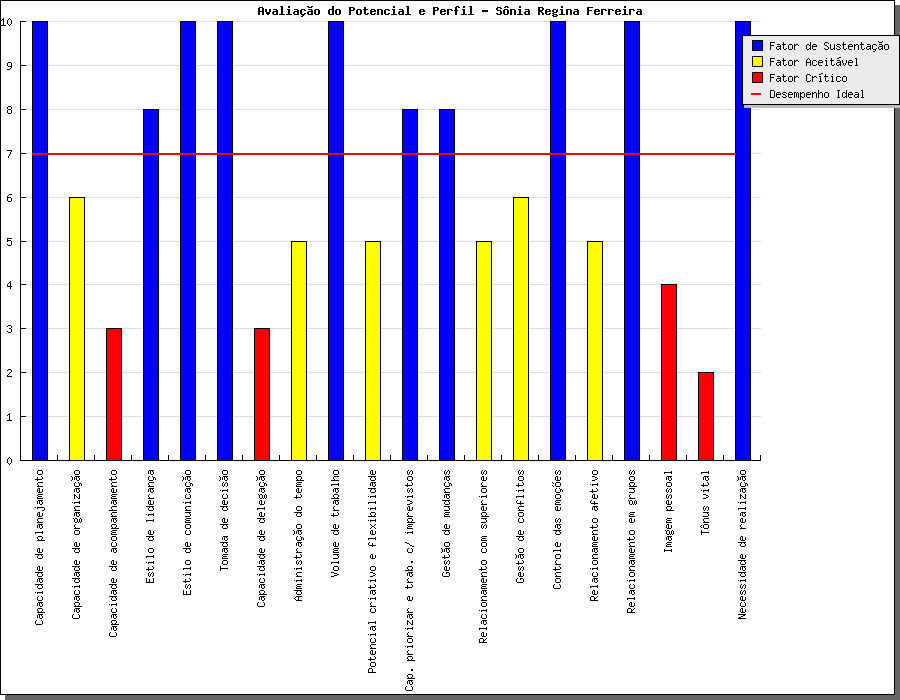 Avaliação do Potencial e Perfil - Sônia Regina Ferreira
Fator de Sustentação
Fator Aceitável
Fator Crítico
Desempenho Ideal
10
9
8
7
6
5
4
3
2
1
0
Capacidade de planejamento
Capacidade de organização
Capacidade de acompanhamento
Estilo de liderança
Estilo de comunicação
Tomada de decisão
Capacidade de delegação
Administração do tempo
Volume de trabalho
Potencial criativo e flexibilidade
Cap. priorizar e trab. c/ imprevistos
Gestão de mudanças
Relacionamento com superiores
Gestão de conflitos
Controle das emoções
Relacionamento afetivo
Relacionamento em grupos
Imagem pessoal
Tônus vital
Necessidade de realização